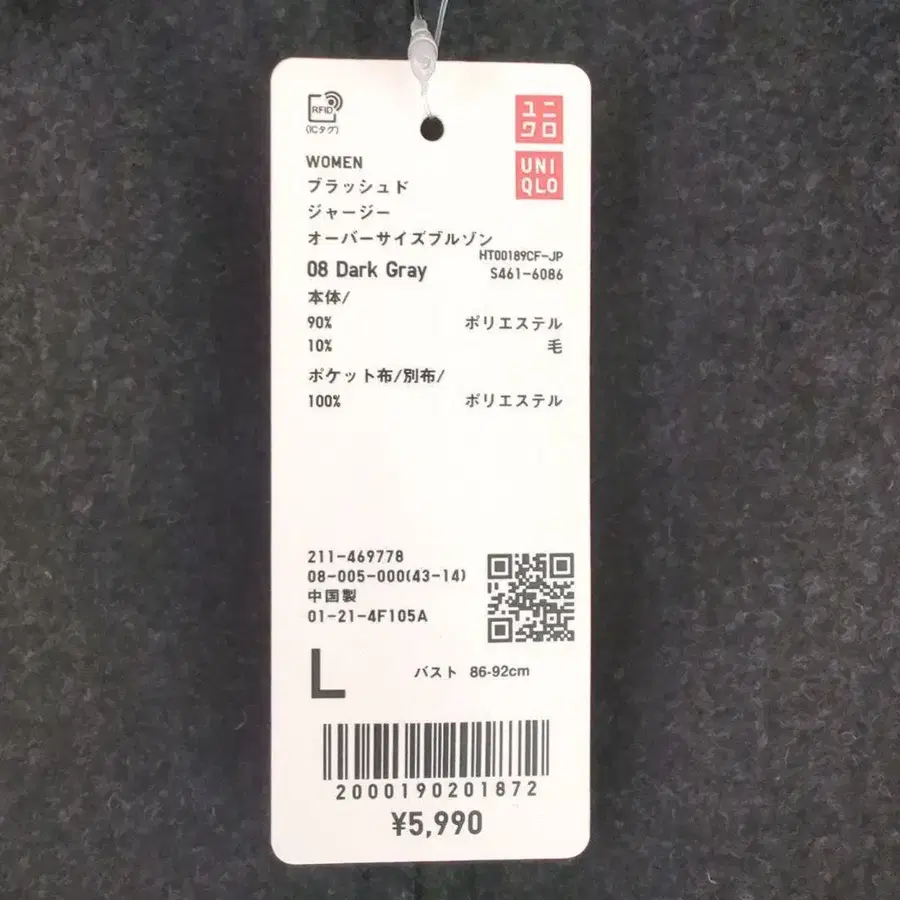 RFID
(ICタグ)
ユニ
クロ
UNI
QLO
WOMEN
ブラッシュド
ジャージー
オーバーサイズブルゾン
HT00189CF-JP
08 Dark Gray
S461-6086
本体/
90% ポリエステル
10% 毛
ポケット布/別布/
100% ポリエステル
211-469778
08-005-000(43-14)
中国製
01-21-4F105A
L バスト 86-92cm
2000190201872
¥5,990